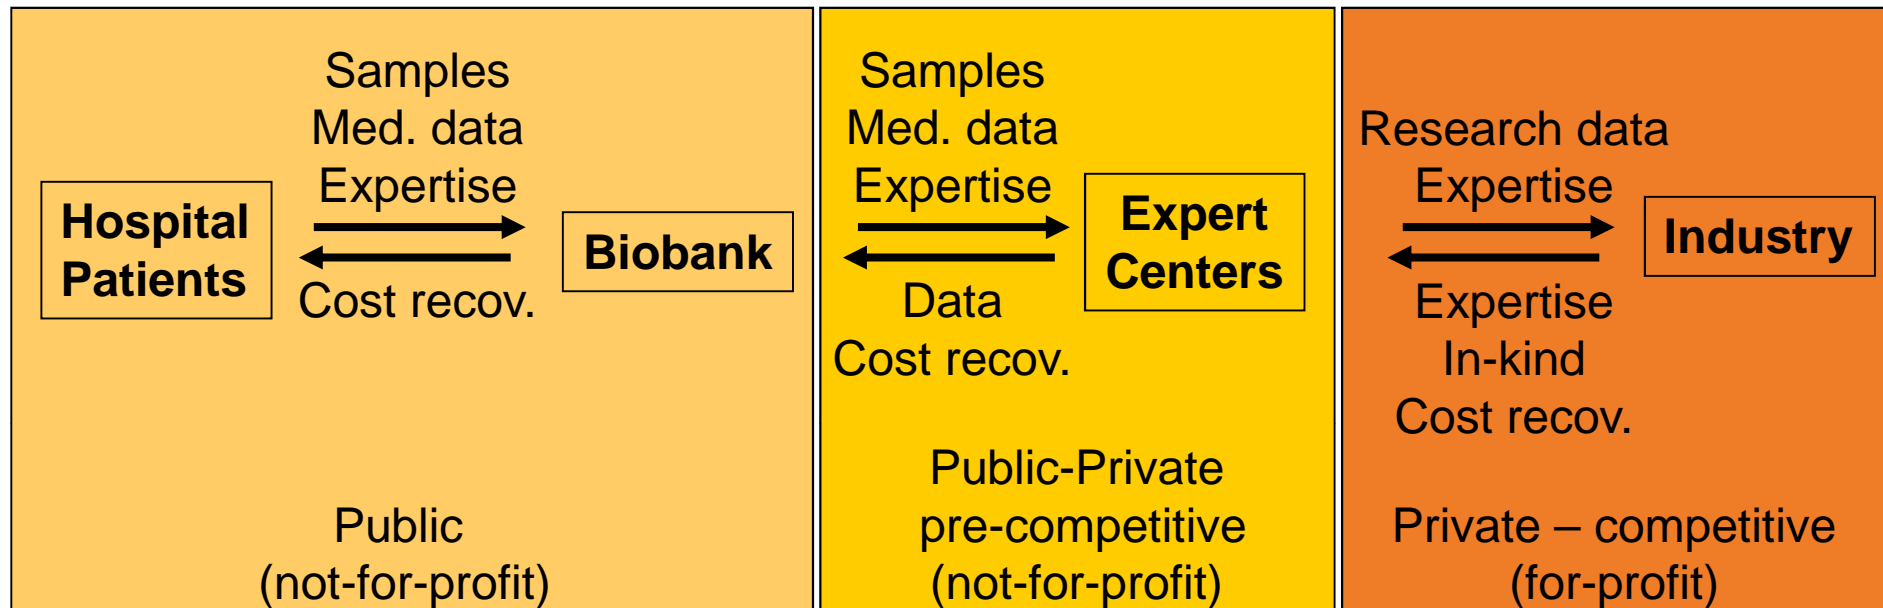 Samples
Med. data
Expertise
Hospital
Patients
Biobank
Cost recov.
Public
(not-for-profit)
Samples
Med. data
Expertise
Expert
Centers
Data
Cost recov.
Public-Private
pre-competitive
(not-for-profit)
Research data
Expertise
Industry
Expertise
In-kind
Cost recov.
Private – competitive
(for-profit)